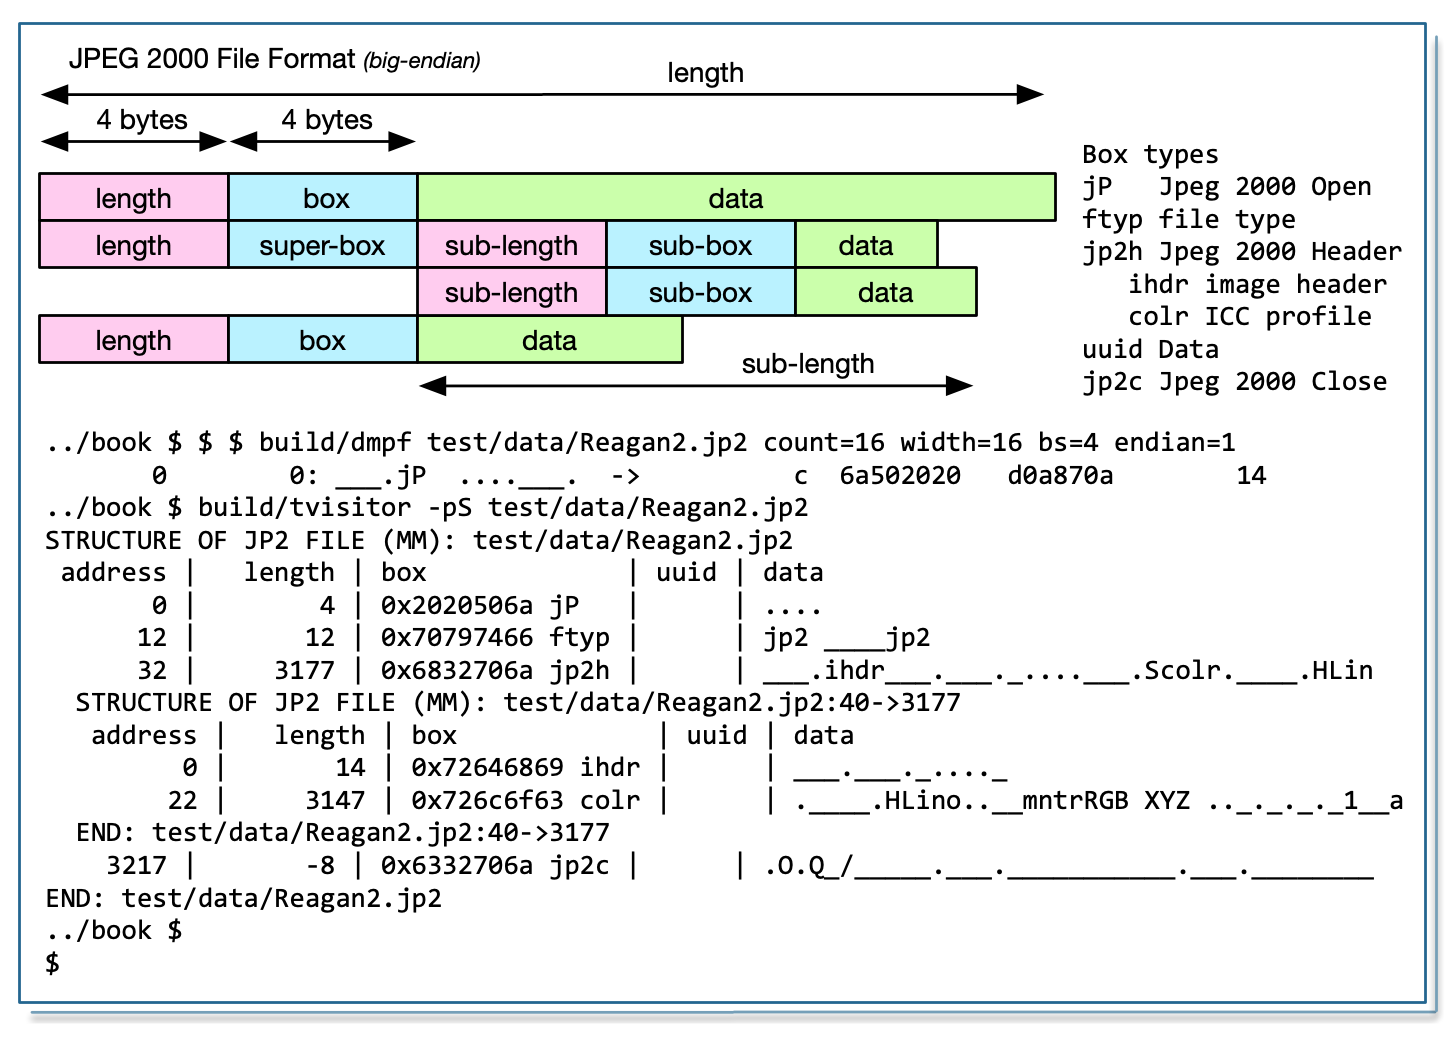 JPEG 2000 File Format (big-endian)
length
4 bytes 4 bytes
length box data
length super-box sub-length sub-box data
sub-length sub-box data
length box data
sub-length
Box types
jP   Jpeg 2000 Open
ftyp file type
jp2h Jpeg 2000 Header
   ihdr image header
   colr ICC profile
uuid Data
jp2c Jpeg 2000 Close
../book $ $ $ build/dmpf test/data/Reagan2.jp2 count=16 width=16 bs=4 endian=1
       0        0: ___.jP  ....___.  ->          c  6a502020   d0a870a        14
../book $ build/tvisitor -pS test/data/Reagan2.jp2
STRUCTURE OF JP2 FILE (MM): test/data/Reagan2.jp2
 address |   length | box             | uuid | data
       0 |        4 | 0x2020506a jP   |      | ....
      12 |       12 | 0x70797466 ftyp |      | jp2 ____jp2
      32 |     3177 | 0x6832706a jp2h |      | ___.ihdr___.___._....___.Scolr.____.HLin
  STRUCTURE OF JP2 FILE (MM): test/data/Reagan2.jp2:40->3177
   address |   length | box             | uuid | data
         0 |       14 | 0x72646869 ihdr |      | ___.___._...._
        22 |     3147 | 0x726c6f63 colr |      | .____.HLino..__mntrRGB XYZ .._._._._1__a
  END: test/data/Reagan2.jp2:40->3177
    3217 |       -8 | 0x6332706a jp2c |      | .O.Q_/_____.___.___________.___.________
END: test/data/Reagan2.jp2
../book $
$